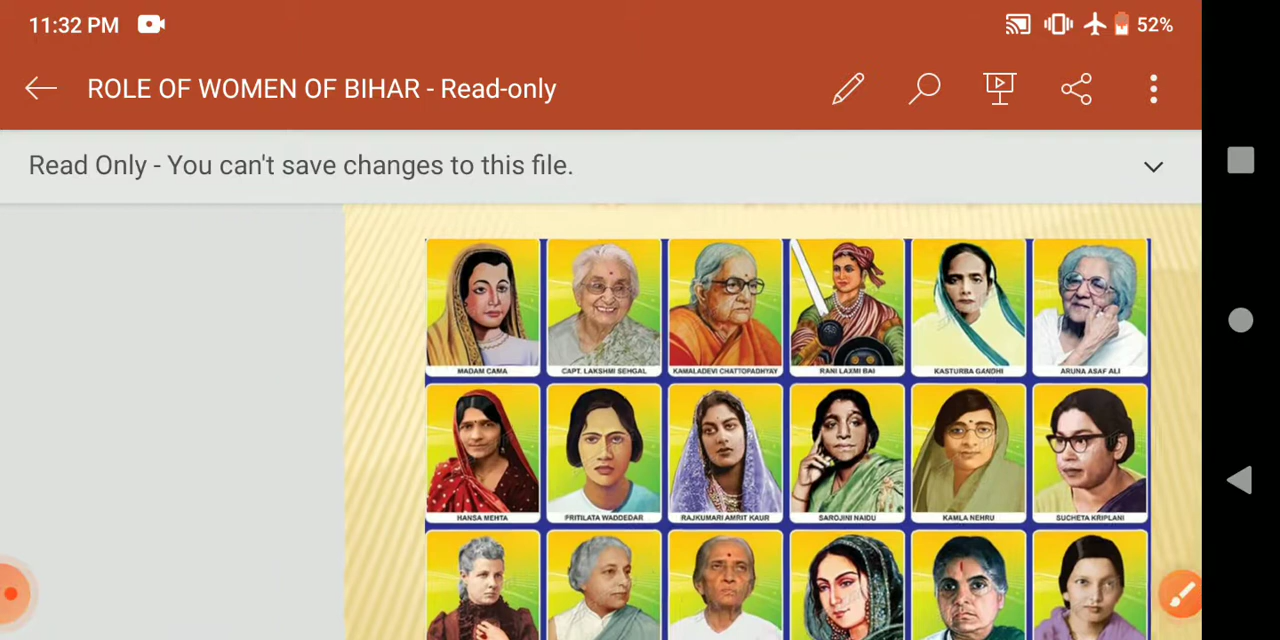 11:32 PM
52%
ROLE OF WOMEN OF BIHAR - Read-only
Read Only - You can't save changes to this file.
MADAM CAMA
CAPT. LAKSHMI SEHGAL
KAMALADEVI CHATTOPADHYAY
RANI LAXMI BAI
KASTURBA GANDHI
ARUNA ASAF ALI
HANSA MEHTA
PRITILATA WADDEDAR
RAJKUMARI AMRIT KAUR
SAROJINI NAIDU
KAMLA NEHRU
SUCHETA KRIPLANI